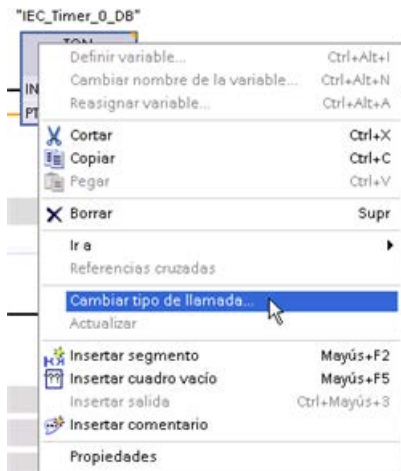 "IEC_Timer_0_DB"
TON
IN
PT
Definir variable... Ctrl+Alt+I
Cambiar nombre de la variable... Ctrl+Alt+N
Reasignar variable... Ctrl+Alt+A
Cortar Ctrl+X
Copiar Ctrl+C
Pegar Ctrl+V
Borrar Supr
Ir a
Referencias cruzadas
Cambiar tipo de llamada...
Actualizar
Insertar segmento Mayús+F2
Insertar cuadro vacío Mayús+F5
Insertar salida Ctrl+Mayús+3
Insertar comentario
Propiedades